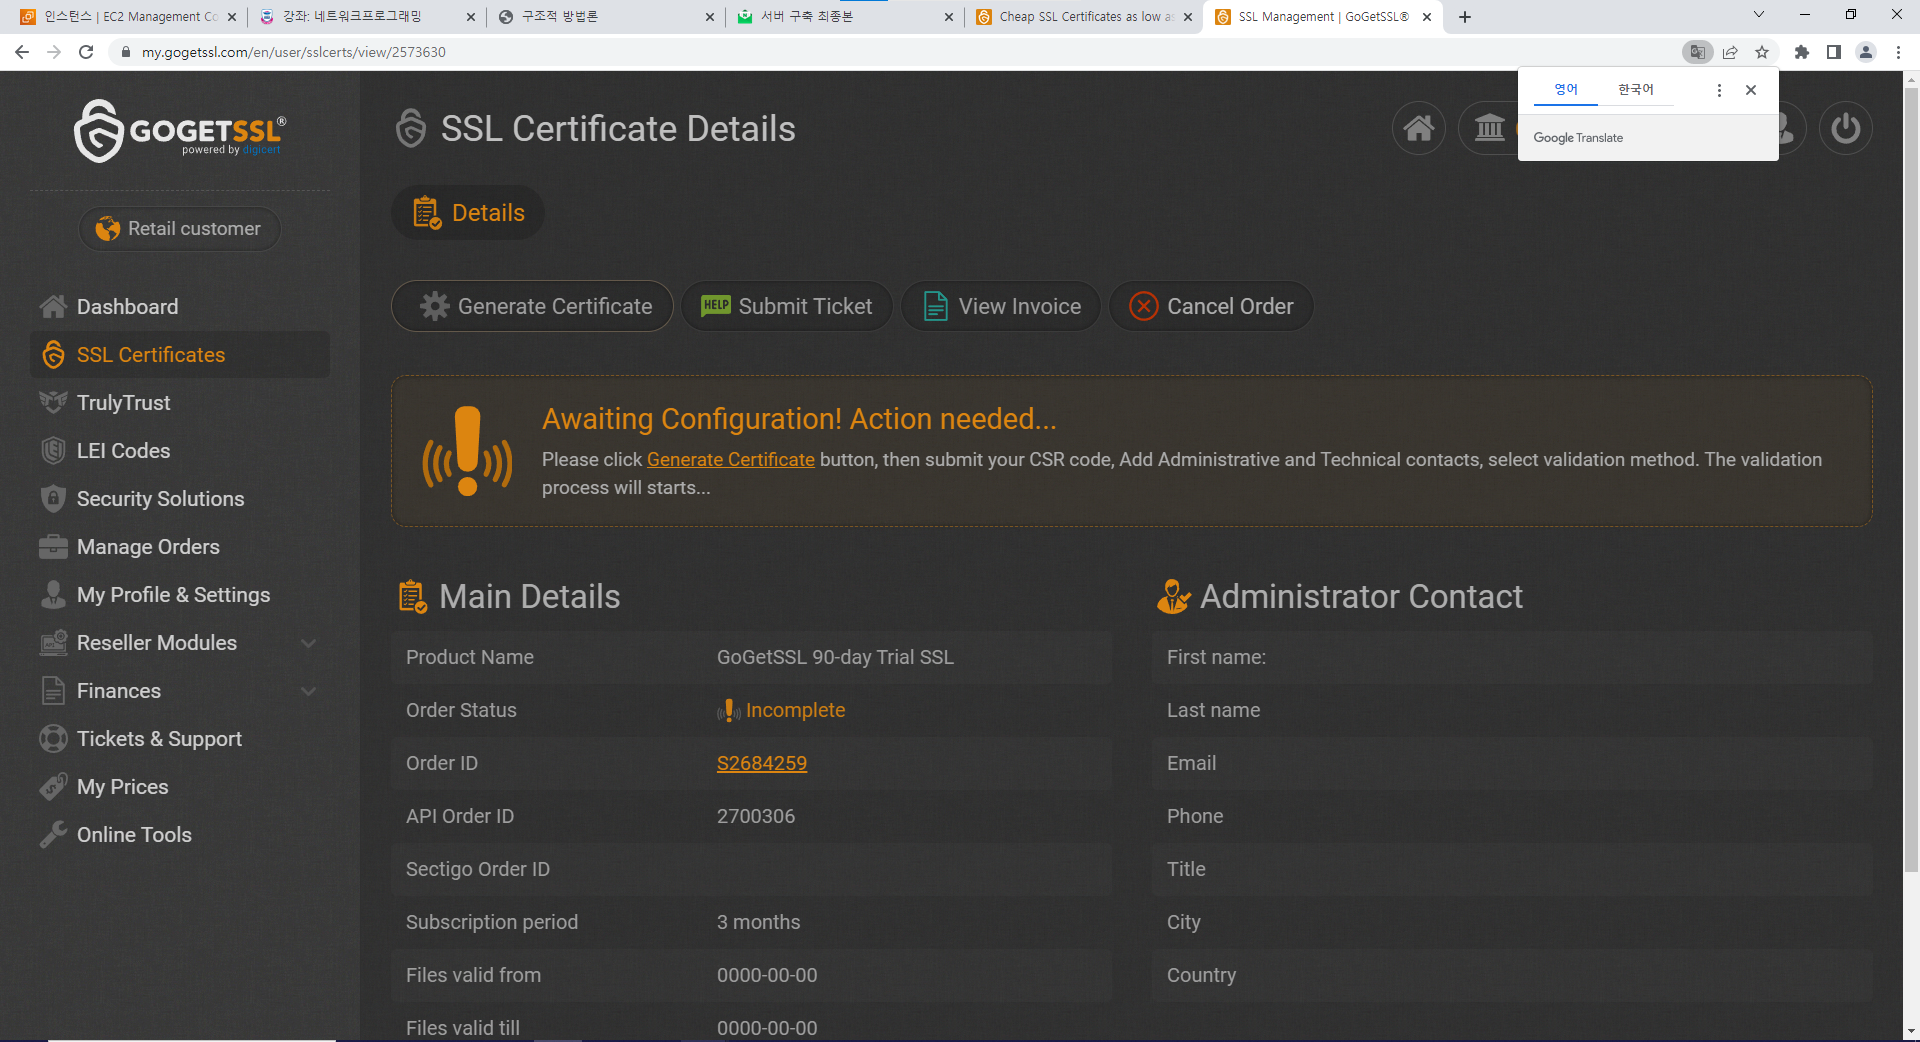 인스턴스 | EC2 Management Co
강좌: 네트워크프로그래밍
구조적 방법론
서버 구축 최종본
Cheap SSL Certificates as low as
SSL Management | GoGetSSL®
my.gogetssl.com/en/user/sslcerts/view/2573630
영어
한국어
Google Translate
GOGETSSL®
powered by digicert
Retail customer
Dashboard
SSL Certificates
TrulyTrust
LEI Codes
Security Solutions
Manage Orders
My Profile & Settings
Reseller Modules
Finances
Tickets & Support
My Prices
Online Tools
SSL Certificate Details
Details
Generate Certificate
HELP
Submit Ticket
View Invoice
Cancel Order
Awaiting Configuration! Action needed...
Please click Generate Certificate button, then submit your CSR code, Add Administrative and Technical contacts, select validation method. The validation
process will starts...
Main Details
Product Name GoGetSSL 90-day Trial SSL
Order Status Incomplete
Order ID S2684259
API Order ID 2700306
Sectigo Order ID
Subscription period 3 months
Files valid from 0000-00-00
Files valid till 0000-00-00
Administrator Contact
First name:
Last name
Email
Phone
Title
City
Country